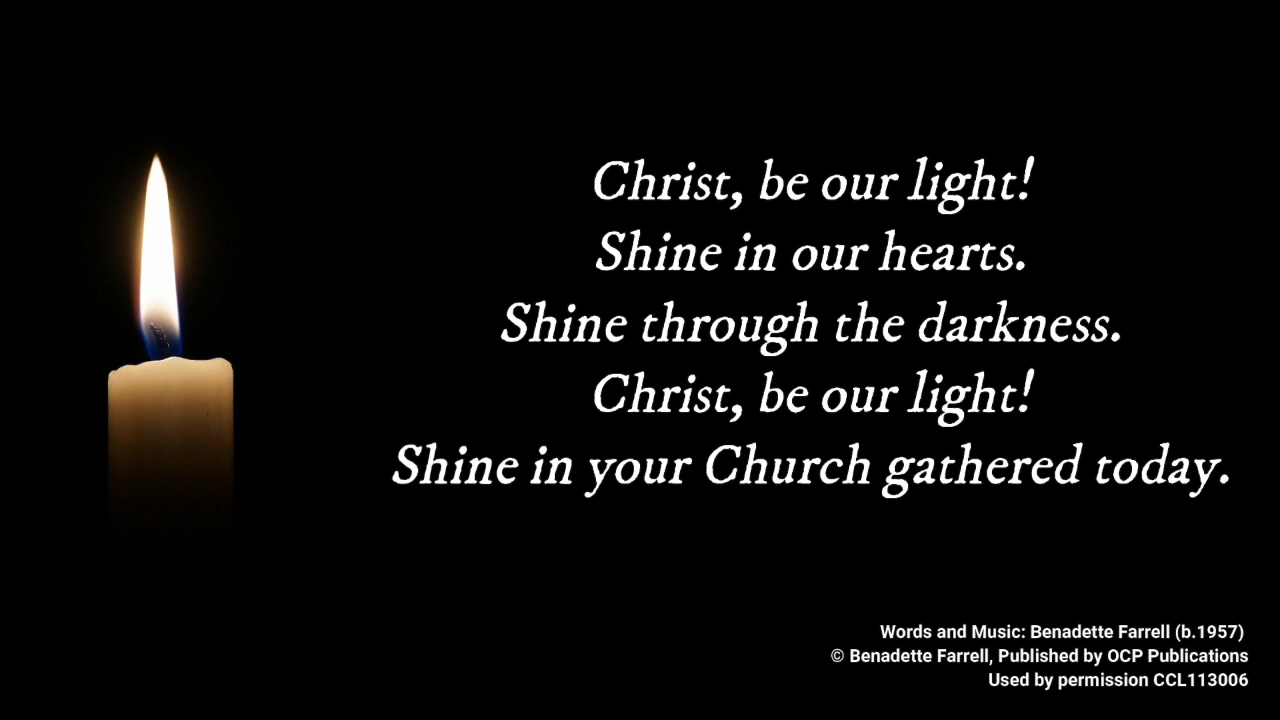 Christ, be our light!
Shine in our hearts.
Shine through the darkness.
Christ, be our light!
Shine in your Church gathered today.
Words and Music: Benadette Farrell (b.1957)
© Benadette Farrell, Published by OCP Publications
Used by permission CCL113006